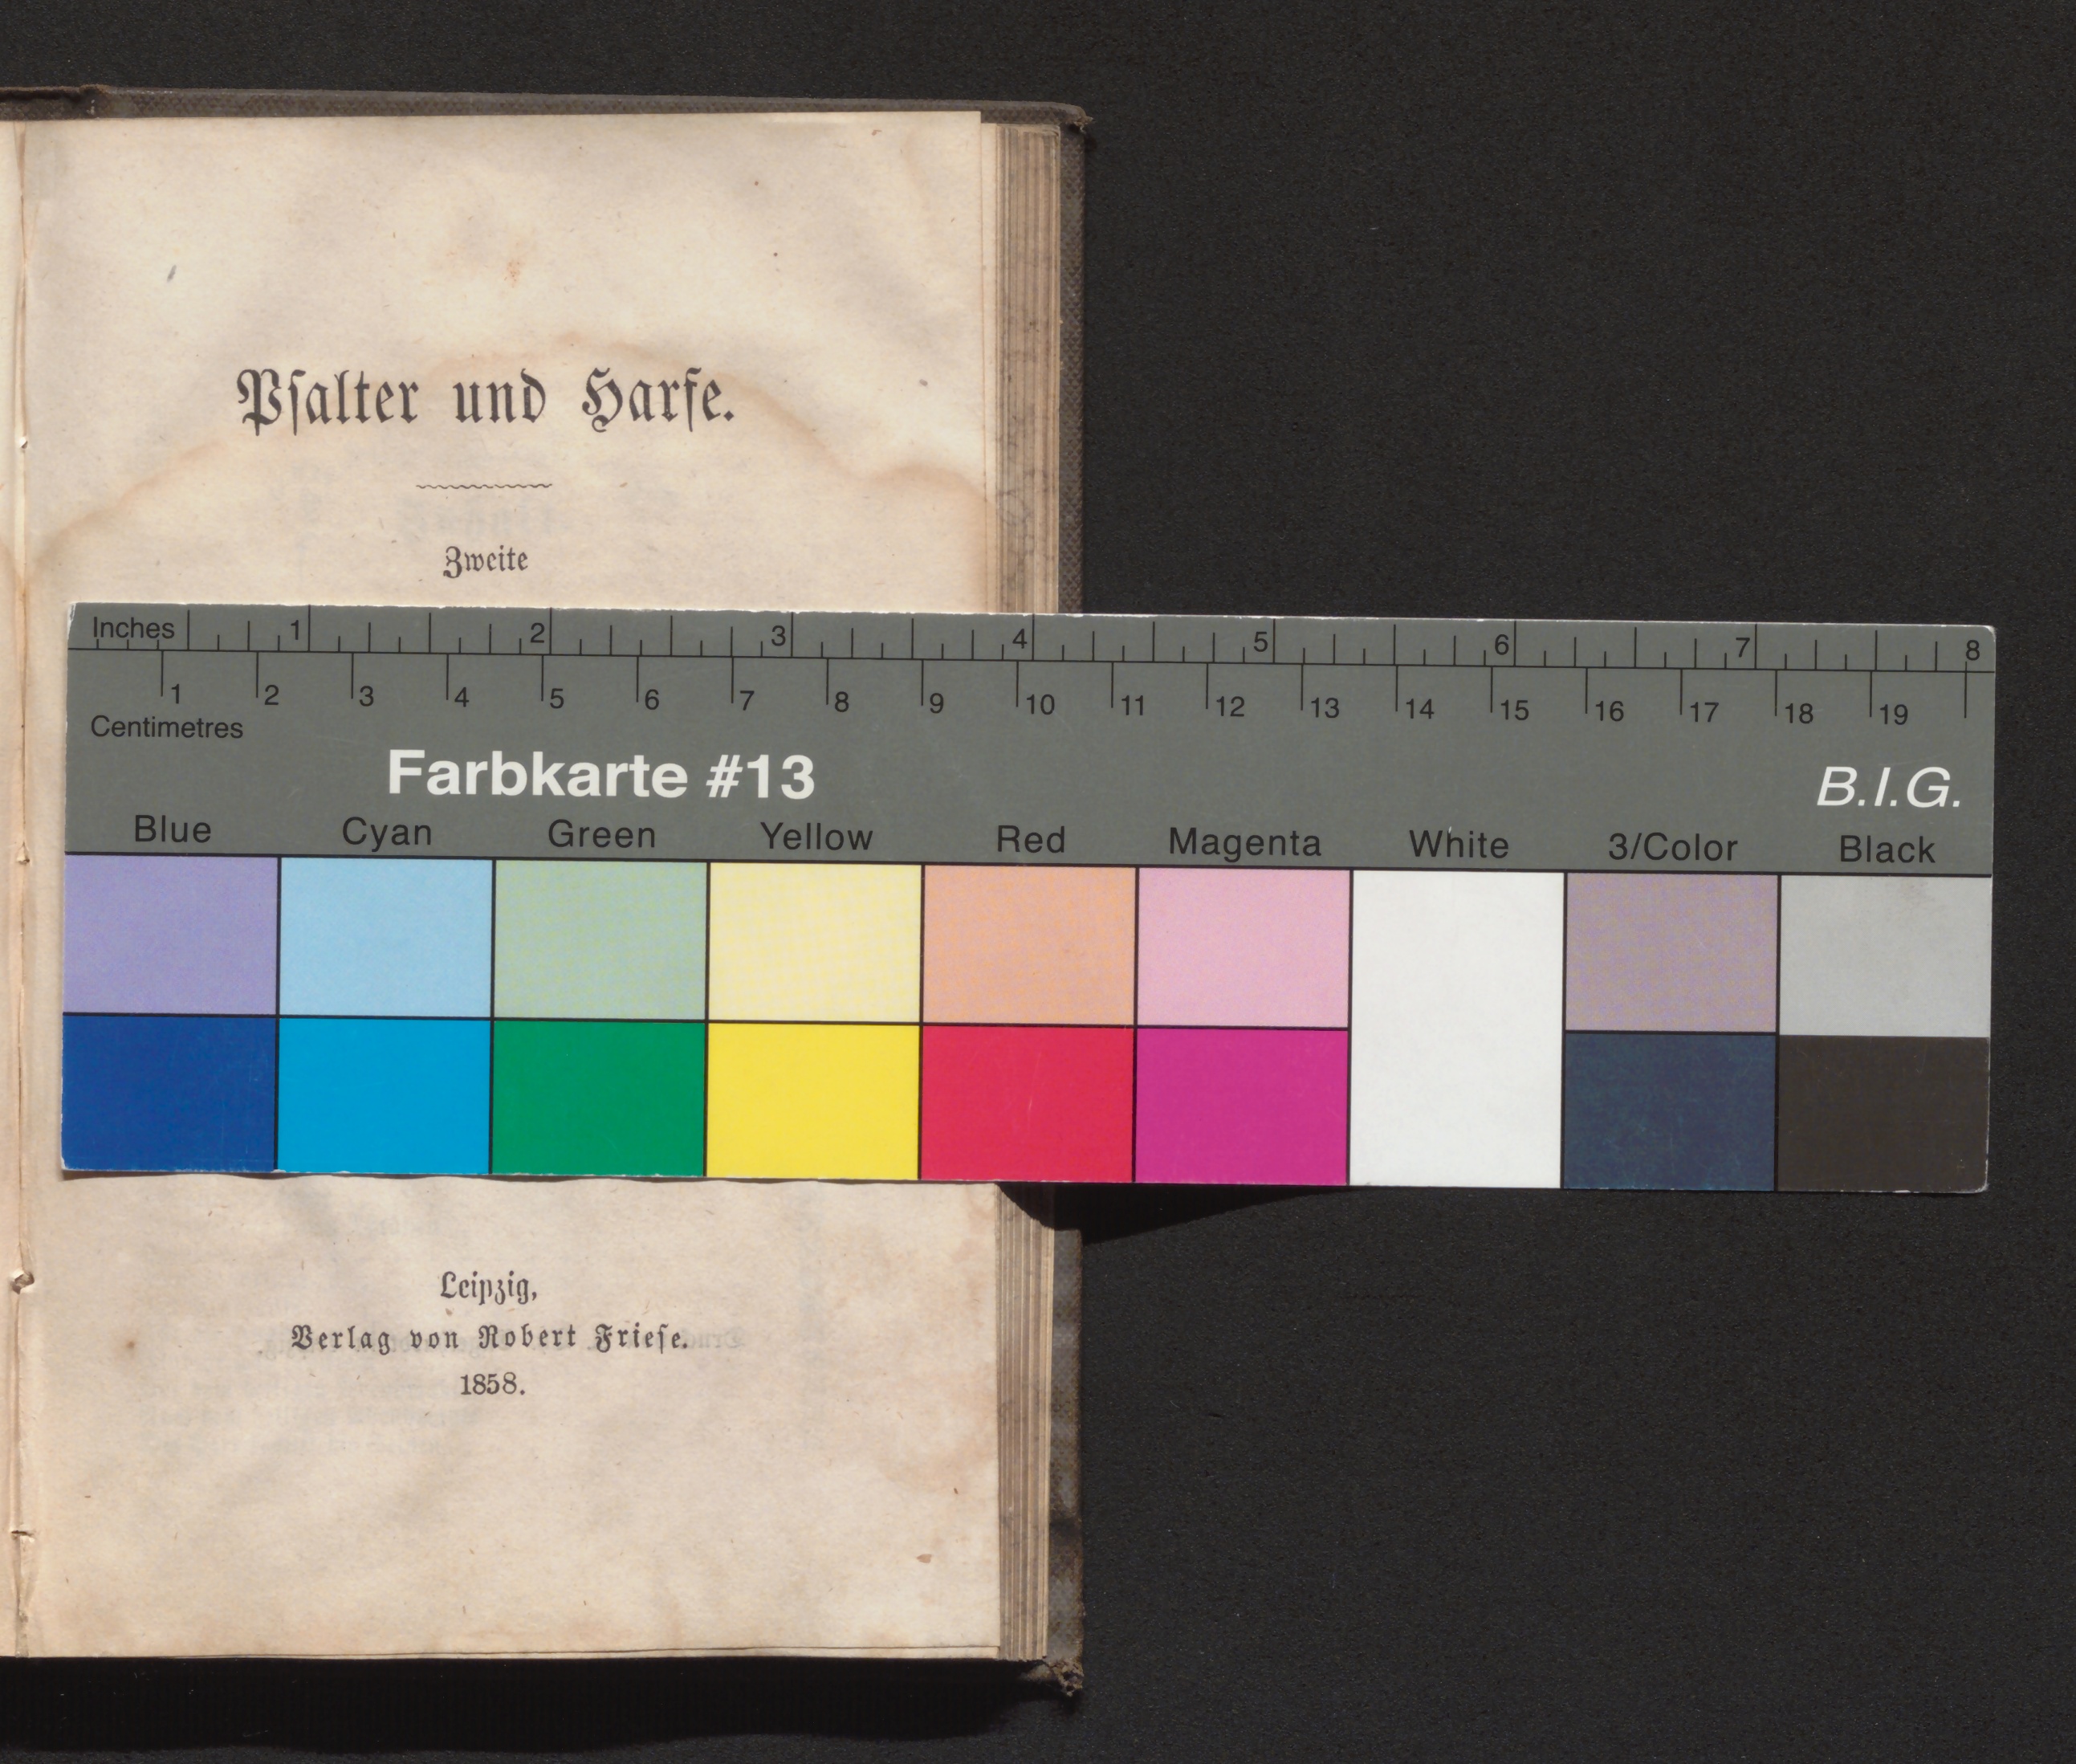 Psalter und Harfe.
Zweite
Inches 1 2 3 4 5 6 7 8
1 2 3 4 5 6 7 8 9 10 11 12 13 14 15 16 17 18 19
Centimetres
Farbkarte #13
B.I.G.
Blue Cyan Green Yellow Red Magenta White 3/Color Black
Leipzig,
Verlag von Robert Friese.
1858.